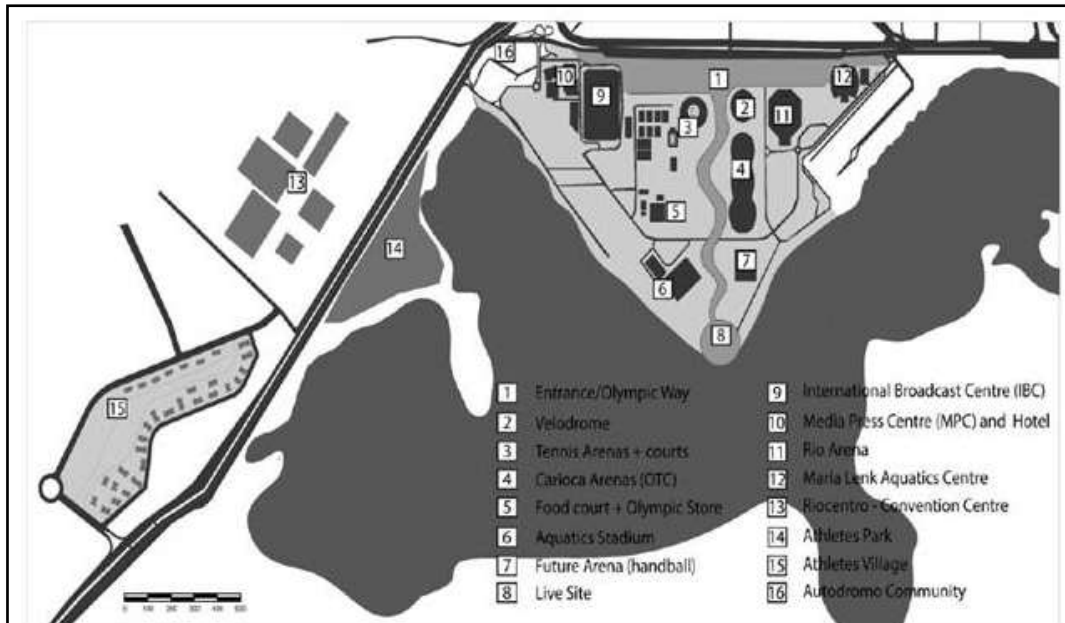 16
10
9
1
12
2
11
3
4
13
5
14
7
6
8
15
1 Entrance/Olympic Way
2 Velodrome
3 Tennis Arenas + courts
4 Carioca Arenas (OTC)
5 Food court + Olympic Store
6 Aquatics Stadium
7 Future Arena (handball)
8 Live Site
9 International Broadcast Centre (IBC)
10 Media Press Centre (MPC) and Hotel
11 Rio Arena
12 Maria Lenk Aquatics Centre
13 Riocentro - Convention Centre
14 Athletes Park
15 Athletes Village
16 Autodromo Community